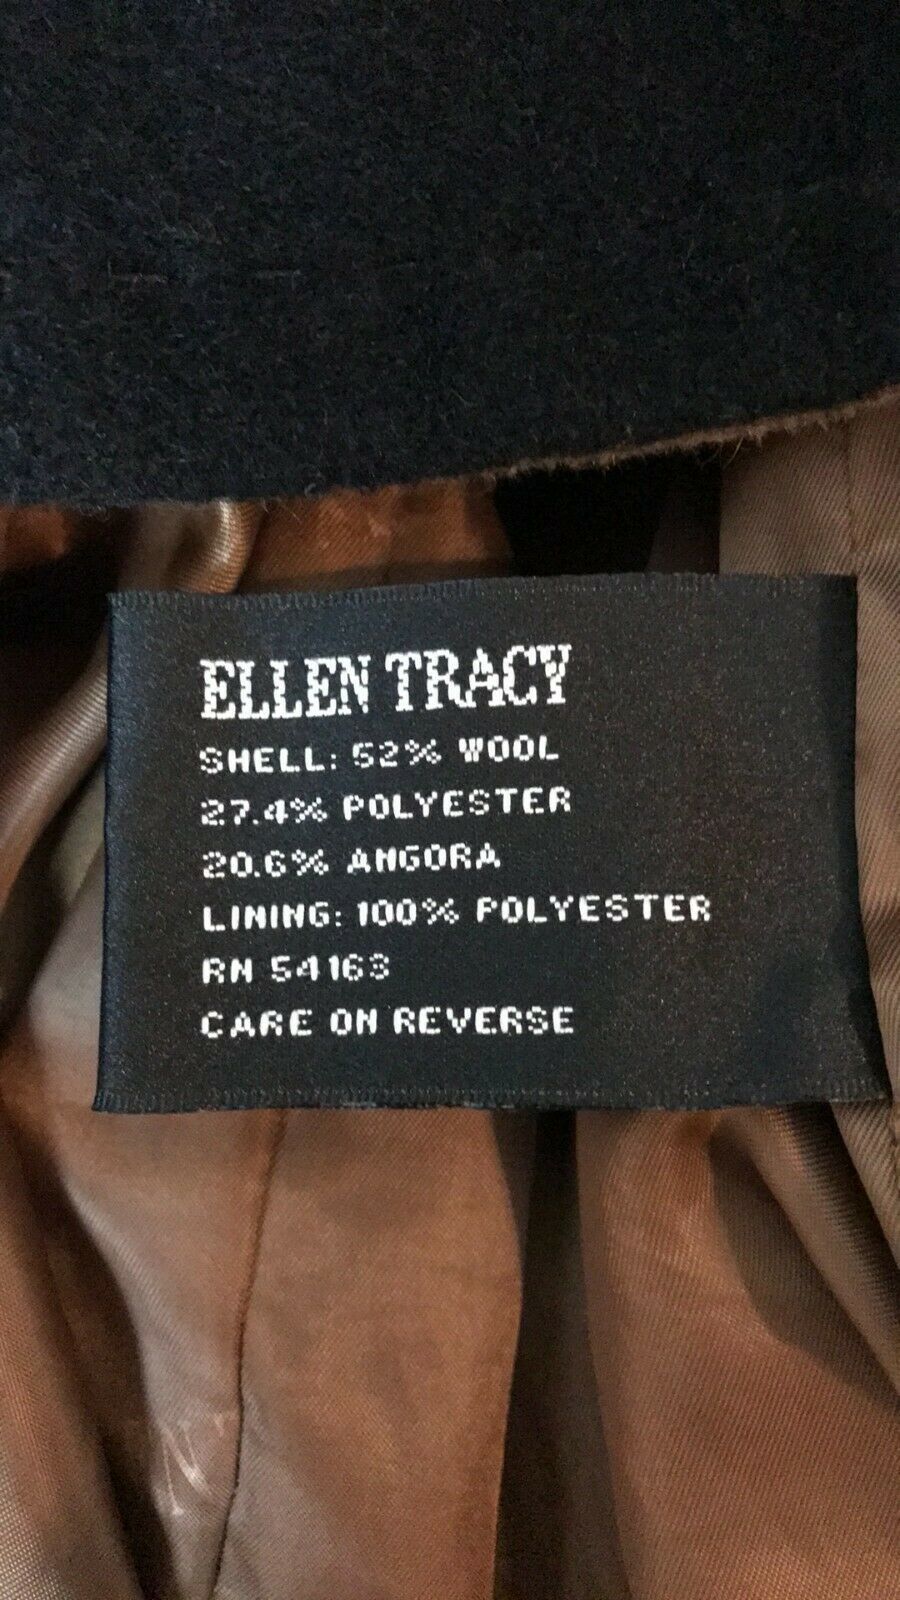 ELLEN TRACY
SHELL: 52% WOOL
27.4% POLYESTER
20.6% ANGORA
LINING: 100% POLYESTER
RN 54163
CARE ON REVERSE